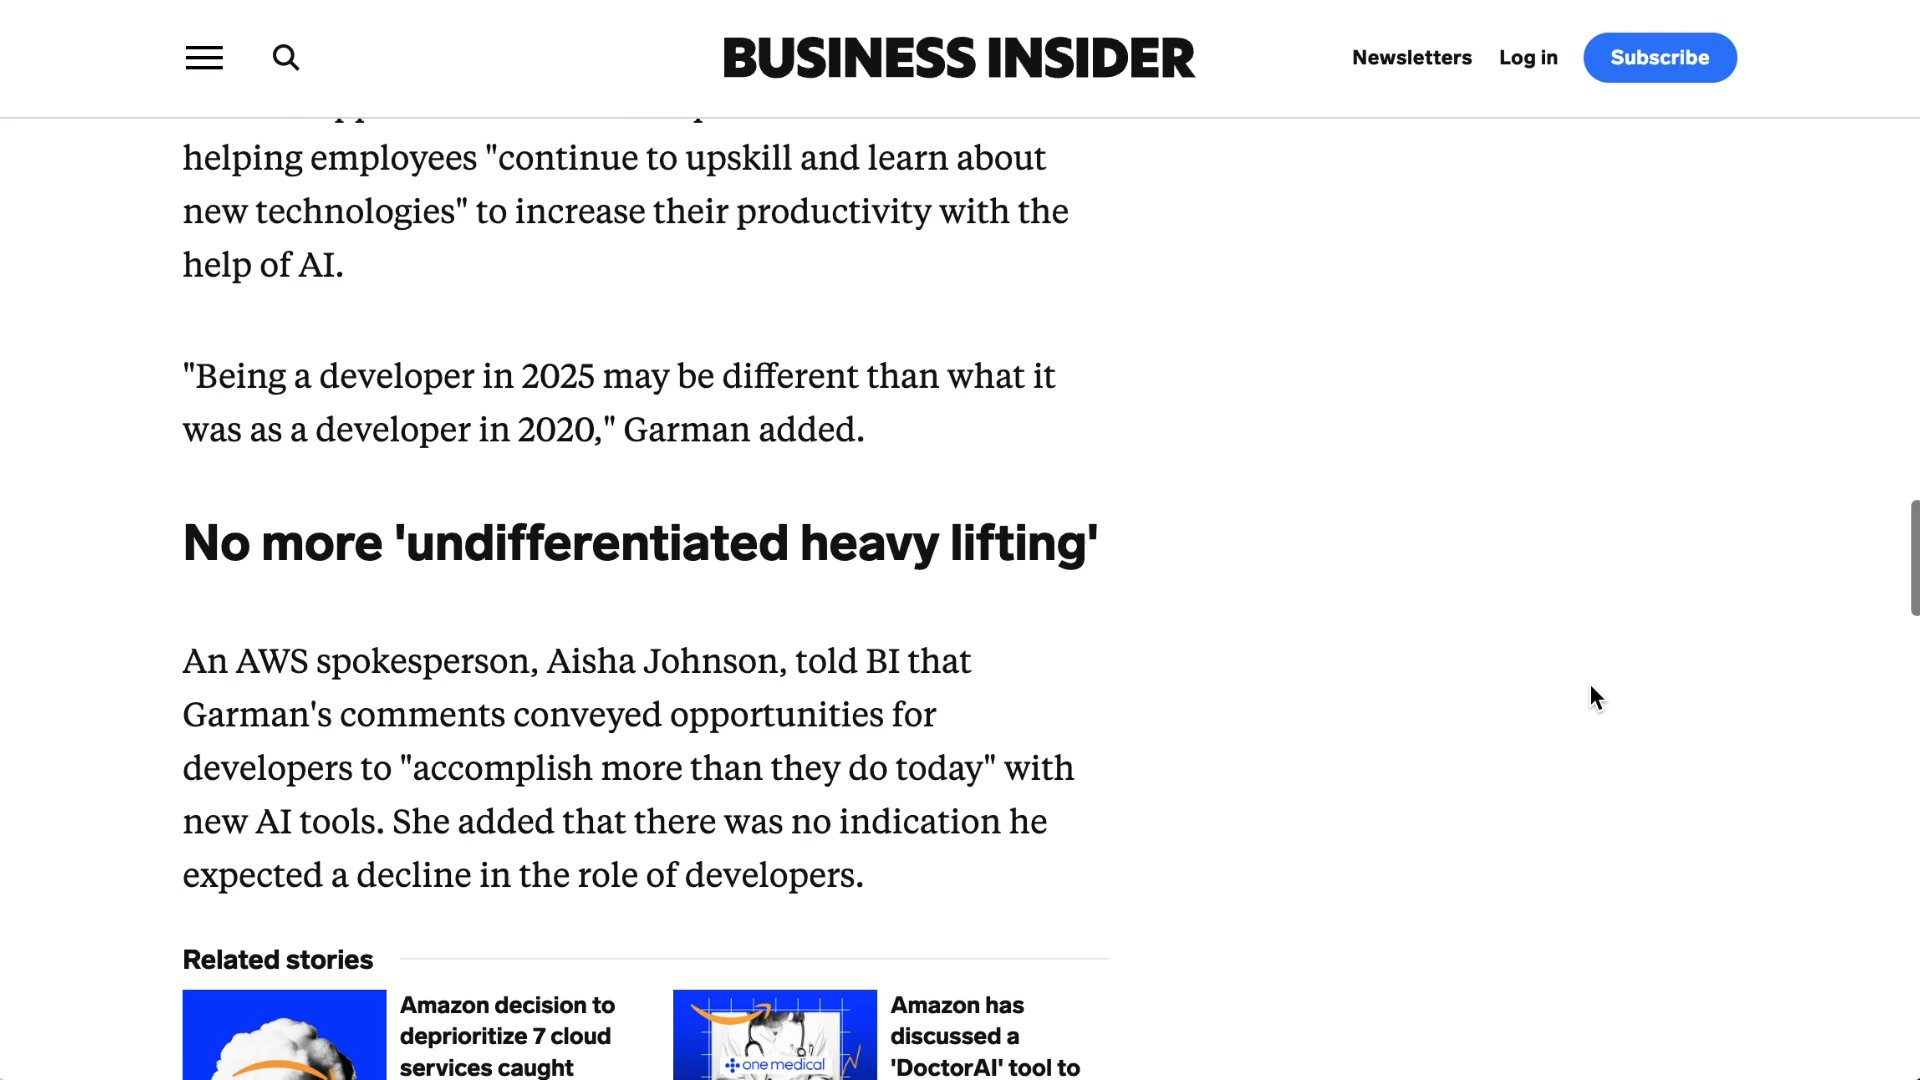 BUSINESS INSIDER
Newsletters
Log in
Subscribe
helping employees "continue to upskill and learn about
new technologies" to increase their productivity with the
help of AI.
"Being a developer in 2025 may be different than what it
was as a developer in 2020," Garman added.
No more 'undifferentiated heavy lifting'
An AWS spokesperson, Aisha Johnson, told BI that
Garman's comments conveyed opportunities for
developers to "accomplish more than they do today" with
new AI tools. She added that there was no indication he
expected a decline in the role of developers.
Related stories
Amazon decision to
deprioritize 7 cloud
services caught
one medical
Amazon has
discussed a
'DoctorAI' tool to